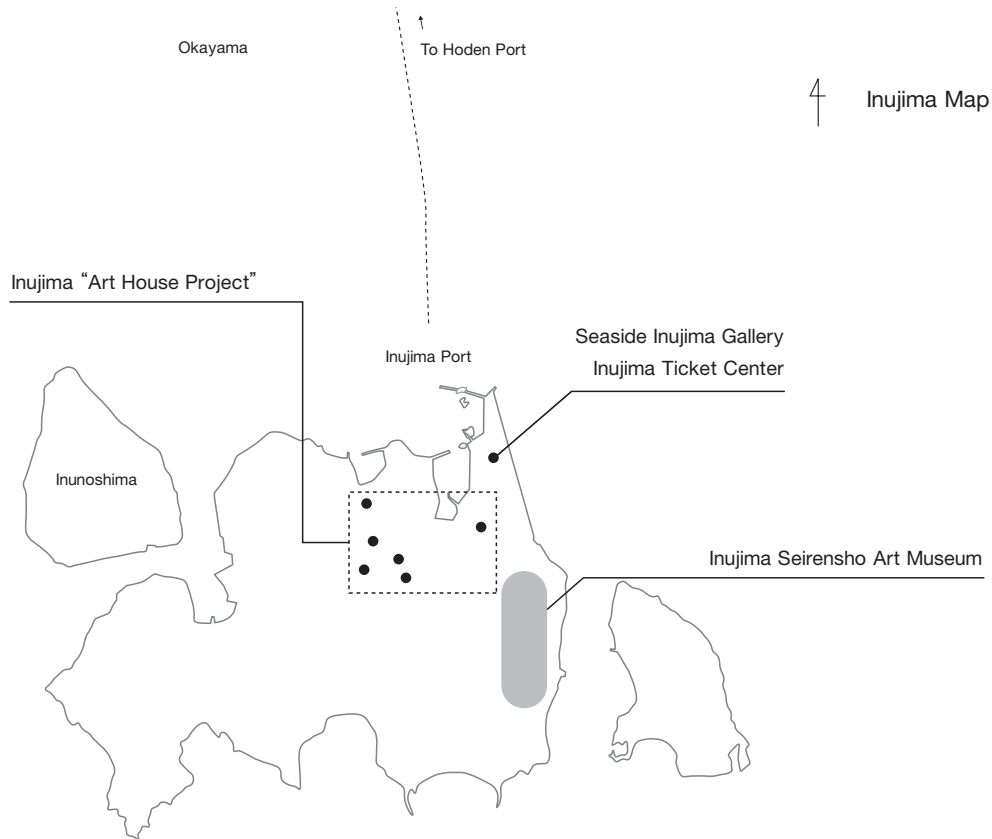 Okayama
To Hoden Port
Inujima Map
Inujima “Art House Project”
Seaside Inujima Gallery
Inujima Ticket Center
Inujima Port
Inunoshima
Inujima Seirensho Art Museum